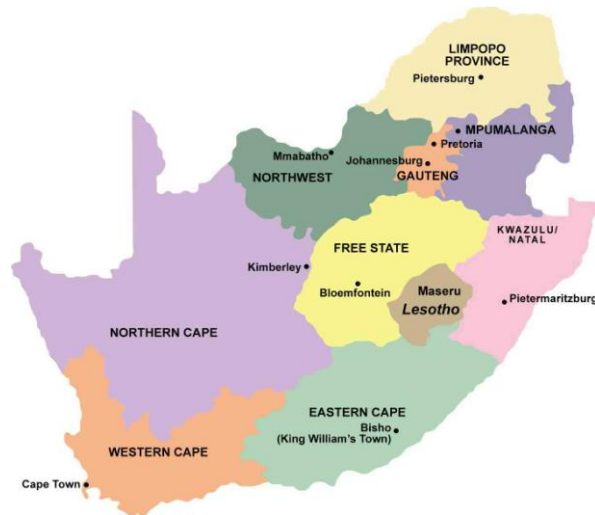 LIMPOPO
PROVINCE
Pietersburg
MPUMALANGA
Pretoria
Mmabatho
Johannesburg
NORTHWEST
GAUTENG
KWAZULU/
NATAL
FREE STATE
Kimberley
Bloemfontein
Maseru
Lesotho
Pietermaritzburg
NORTHERN CAPE
EASTERN CAPE
Bisho
(King William's Town)
WESTERN CAPE
Cape Town